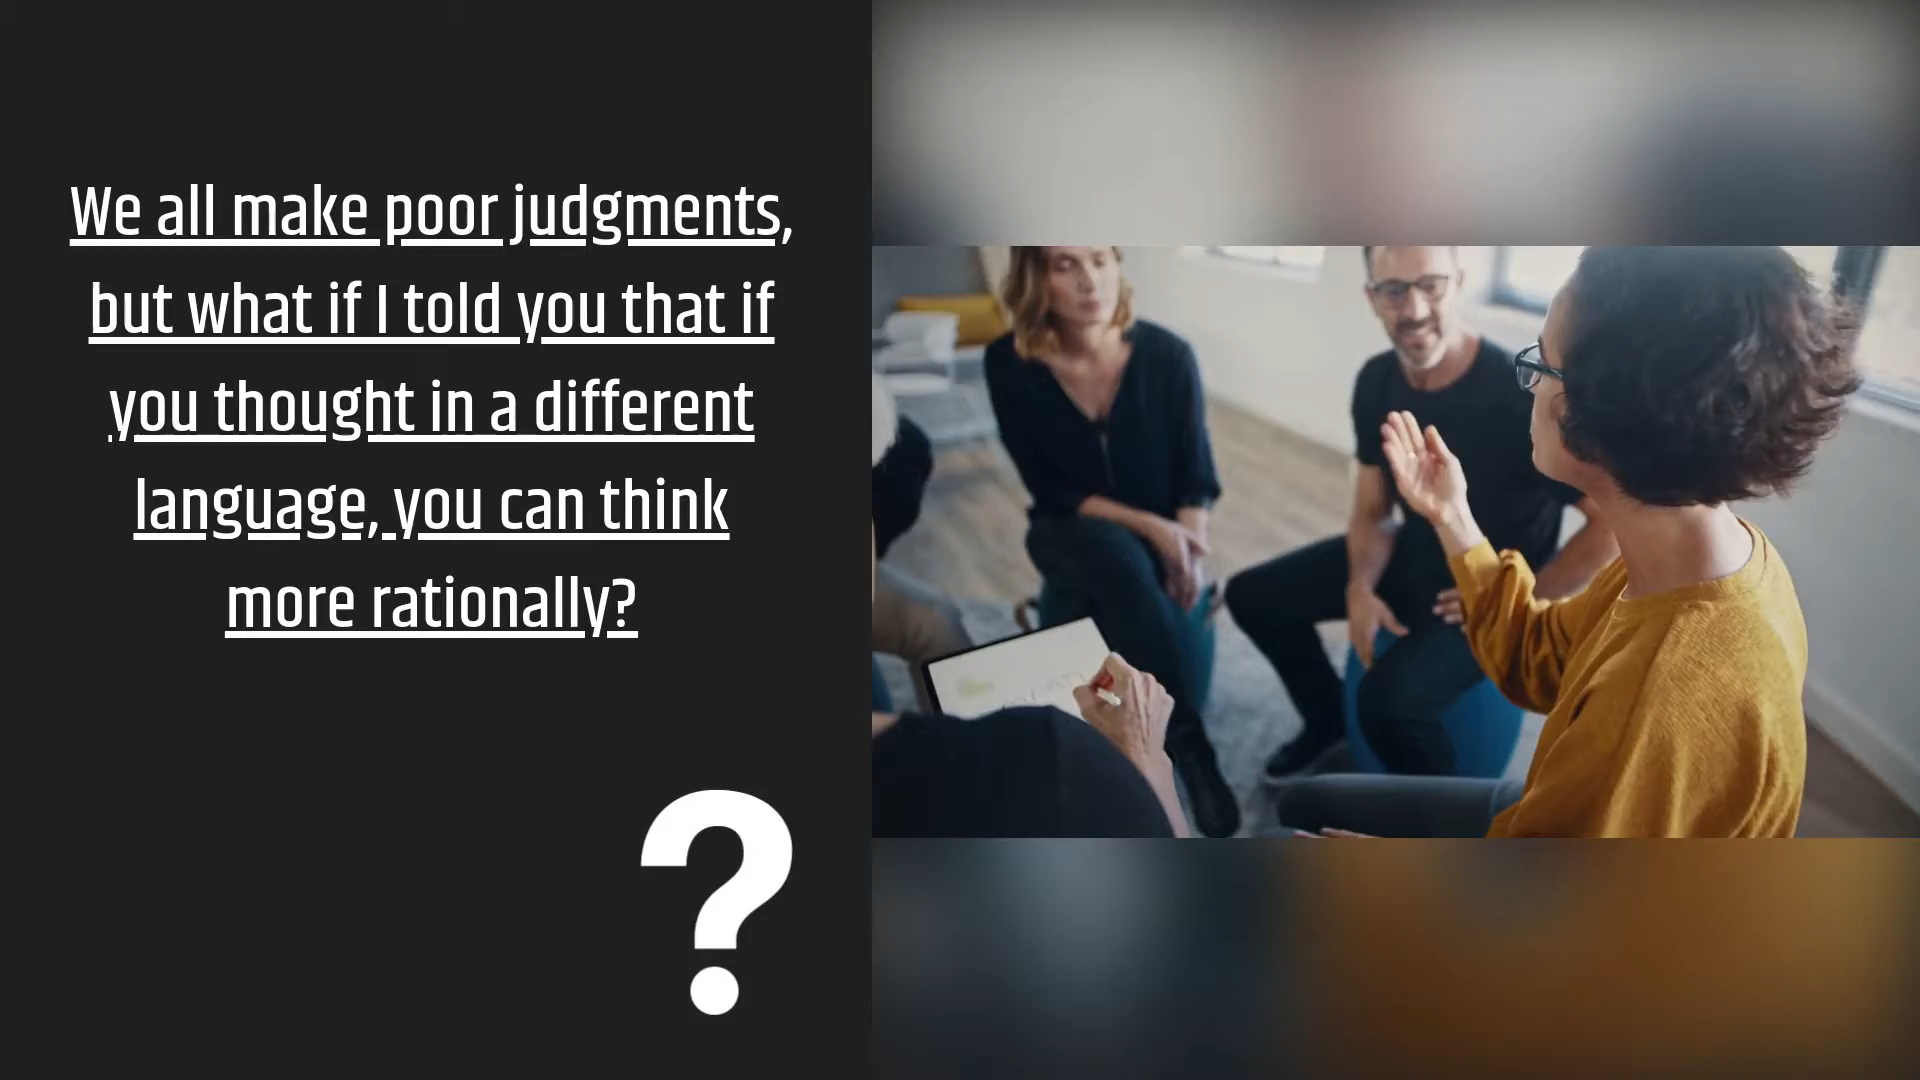 We all make poor judgments,
but what if I told you that if
you thought in a different
language, you can think
more rationally?
?